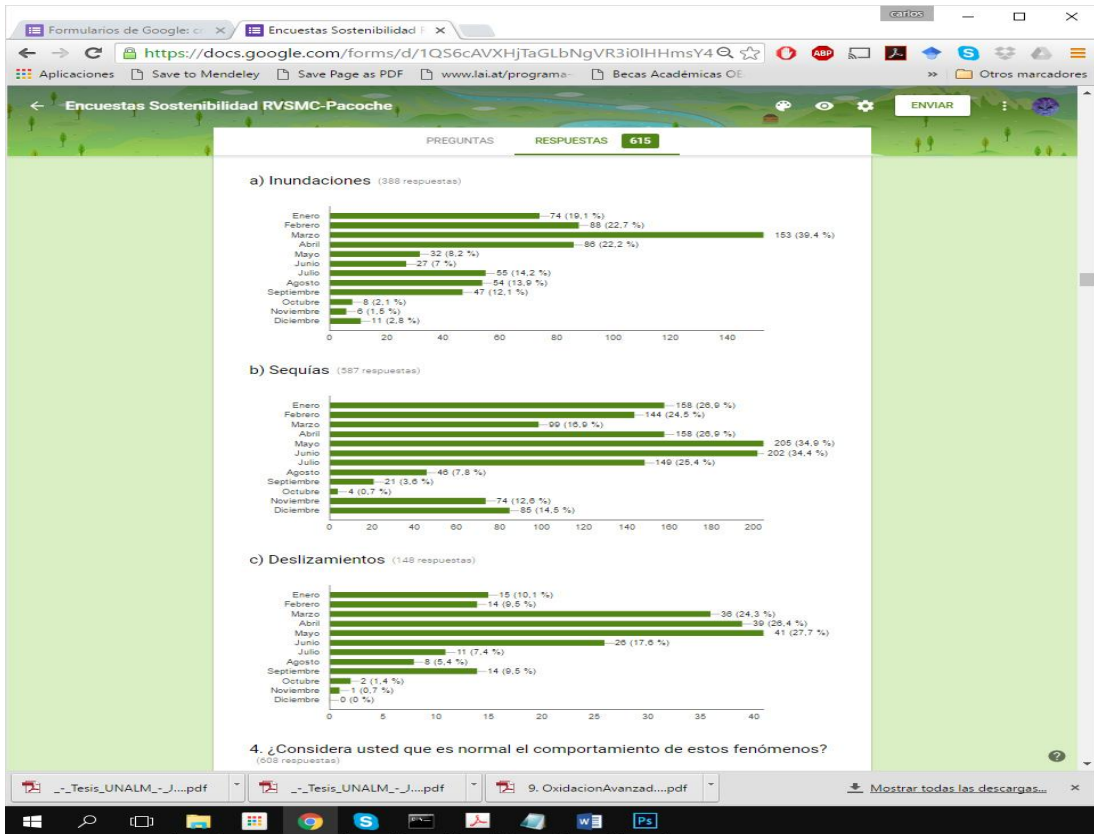 carlos
Formularios de Google: c
Encuestas Sostenibilidad R
https://docs.google.com/forms/d/1QS6cAVXHjTaGLbNgVR3i0lHHmsY4
ABP
Aplicaciones
Save to Mendeley
Save Page as PDF
www.lai.at/programa-
Becas Académicas OE
»
Otros marcadores
Encuestas Sostenibilidad RVSMC-Pacoche
ENVIAR
PREGUNTAS
RESPUESTAS 615
a) Inundaciones (388 respuestas)
Enero 74 (19,1 %)
Febrero 88 (22,7 %)
Marzo 153 (39,4 %)
Abril 86 (22,2 %)
Mayo 32 (8,2 %)
Junio 27 (7 %)
Julio 55 (14,2 %)
Agosto 54 (13,9 %)
Septiembre 47 (12,1 %)
Octubre 8 (2,1 %)
Noviembre 6 (1,5 %)
Diciembre 11 (2,8 %)
0 20 40 60 80 100 120 140
b) Sequías (587 respuestas)
Enero 158 (26,9 %)
Febrero 144 (24,5 %)
Marzo 99 (16,9 %)
Abril 158 (26,9 %)
Mayo 205 (34,9 %)
Junio 202 (34,4 %)
Julio 149 (25,4 %)
Agosto 46 (7,8 %)
Septiembre 21 (3,6 %)
Octubre 4 (0,7 %)
Noviembre 74 (12,6 %)
Diciembre 85 (14,5 %)
0 20 40 60 80 100 120 140 160 180 200
c) Deslizamientos (148 respuestas)
Enero 15 (10,1 %)
Febrero 14 (9,5 %)
Marzo 36 (24,3 %)
Abril 39 (26,4 %)
Mayo 41 (27,7 %)
Junio 26 (17,6 %)
Julio 11 (7,4 %)
Agosto 8 (5,4 %)
Septiembre 14 (9,5 %)
Octubre 2 (1,4 %)
Noviembre 1 (0,7 %)
Diciembre 0 (0 %)
0 5 10 15 20 25 30 35 40
4. ¿Considera usted que es normal el comportamiento de estos fenómenos?
(608 respuestas)
_-_Tesis_UNALM_-_J....pdf
_-_Tesis_UNALM_-_J....pdf
9. OxidacionAvanzad....pdf
Mostrar todas las descargas...
Ps